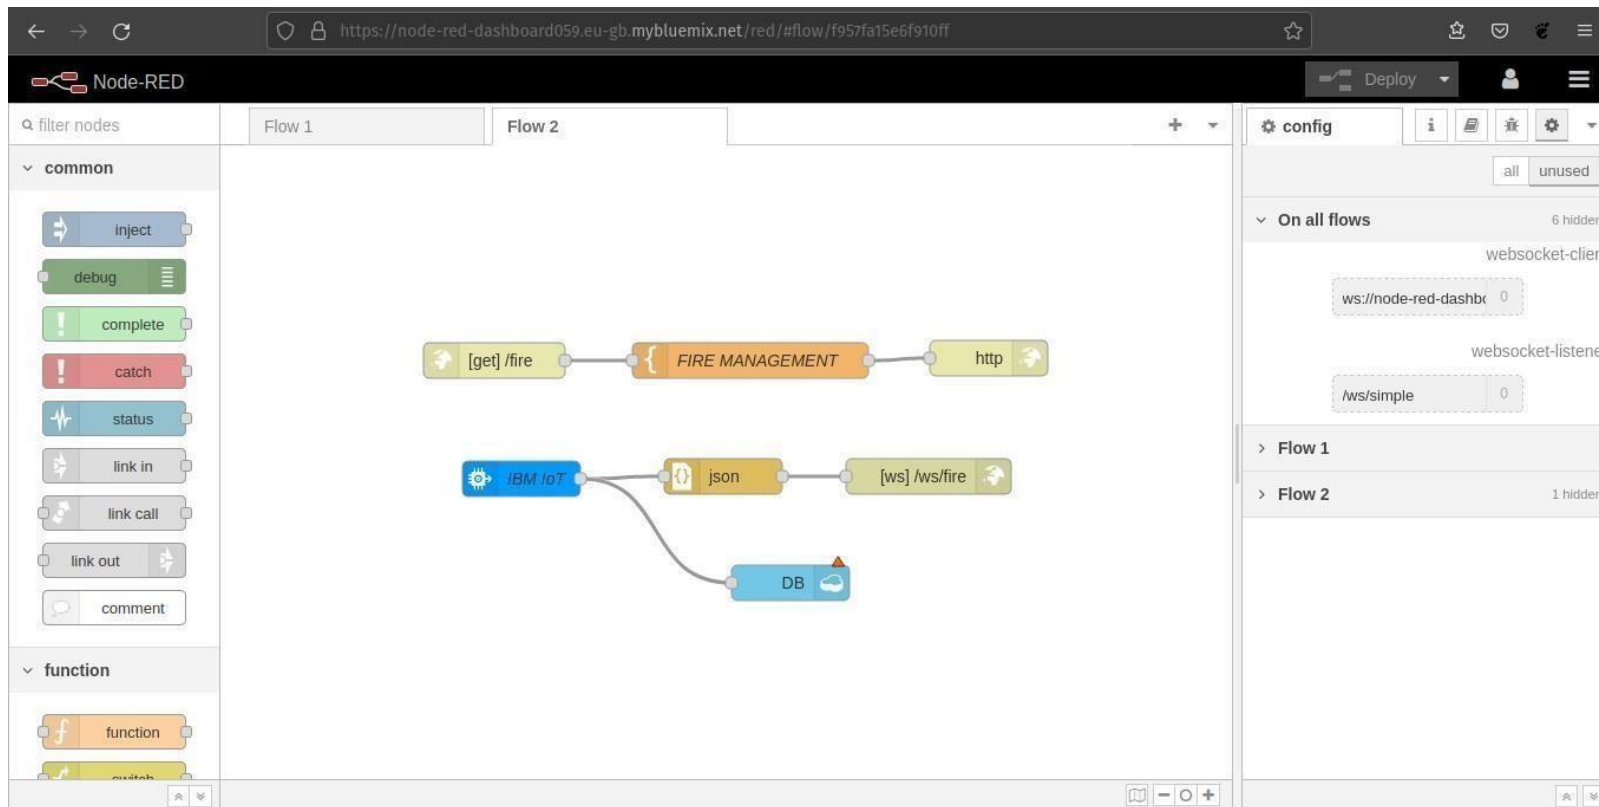 https://node-red-dashboard059.eu-gb.mybluemix.net/red/#flow/f957fa15e6f910ff
Node-RED
Deploy
filter nodes
Flow 1
Flow 2
config
i
common
all
unused
inject
On all flows
6 hidden
websocket-clien
debug
ws://node-red-dashbo
0
complete
[get] /fire
FIRE MANAGEMENT
http
websocket-listene
catch
/ws/simple
0
status
Flow 1
link in
IBM IoT
json
[ws] /ws/fire
Flow 2
1 hidden
link call
link out
DB
comment
function
function
switch